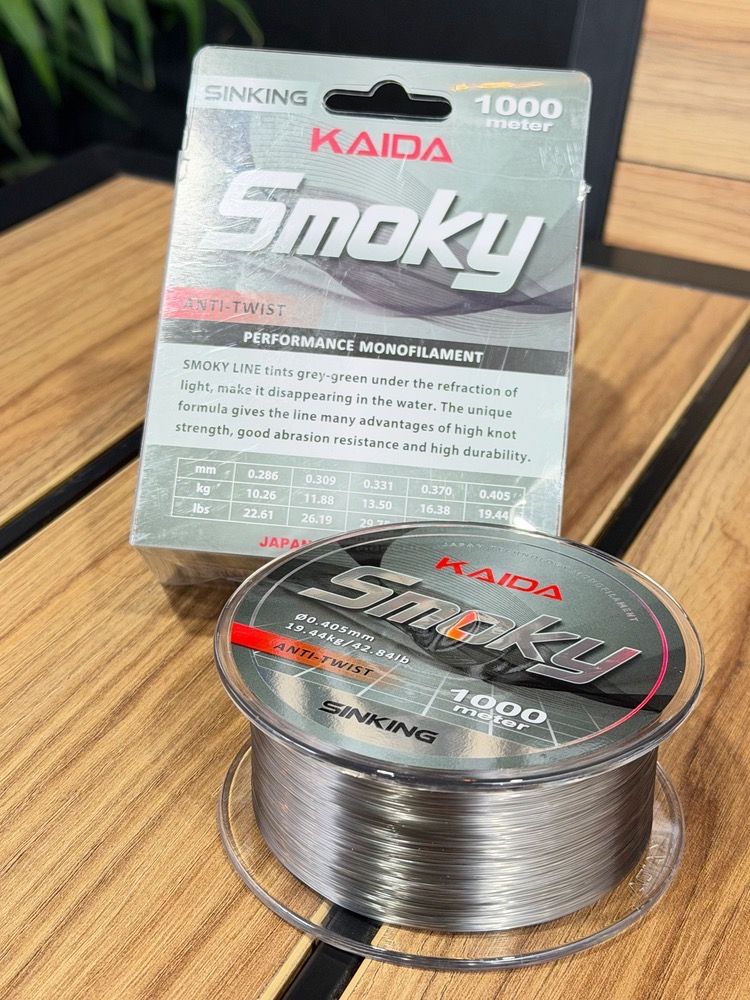 SINKING
1000
meter
KAIDA
Smoky
ANTI-TWIST
PERFORMANCE MONOFILAMENT
SMOKY LINE tints grey-green under the refraction of
light, make it disappearing in the water. The unique
formula gives the line many advantages of high knot
strength, good abrasion resistance and high durability.
mm 0.286 0.309 0.331 0.370 0.405
kg 10.26 11.88 13.50 16.38 19.44
lbs 22.61 26.19
KAIDA
Smoky
Ø0.405mm
19.44kg/42.84lb
ANTI-TWIST
1000
meter
SINKING